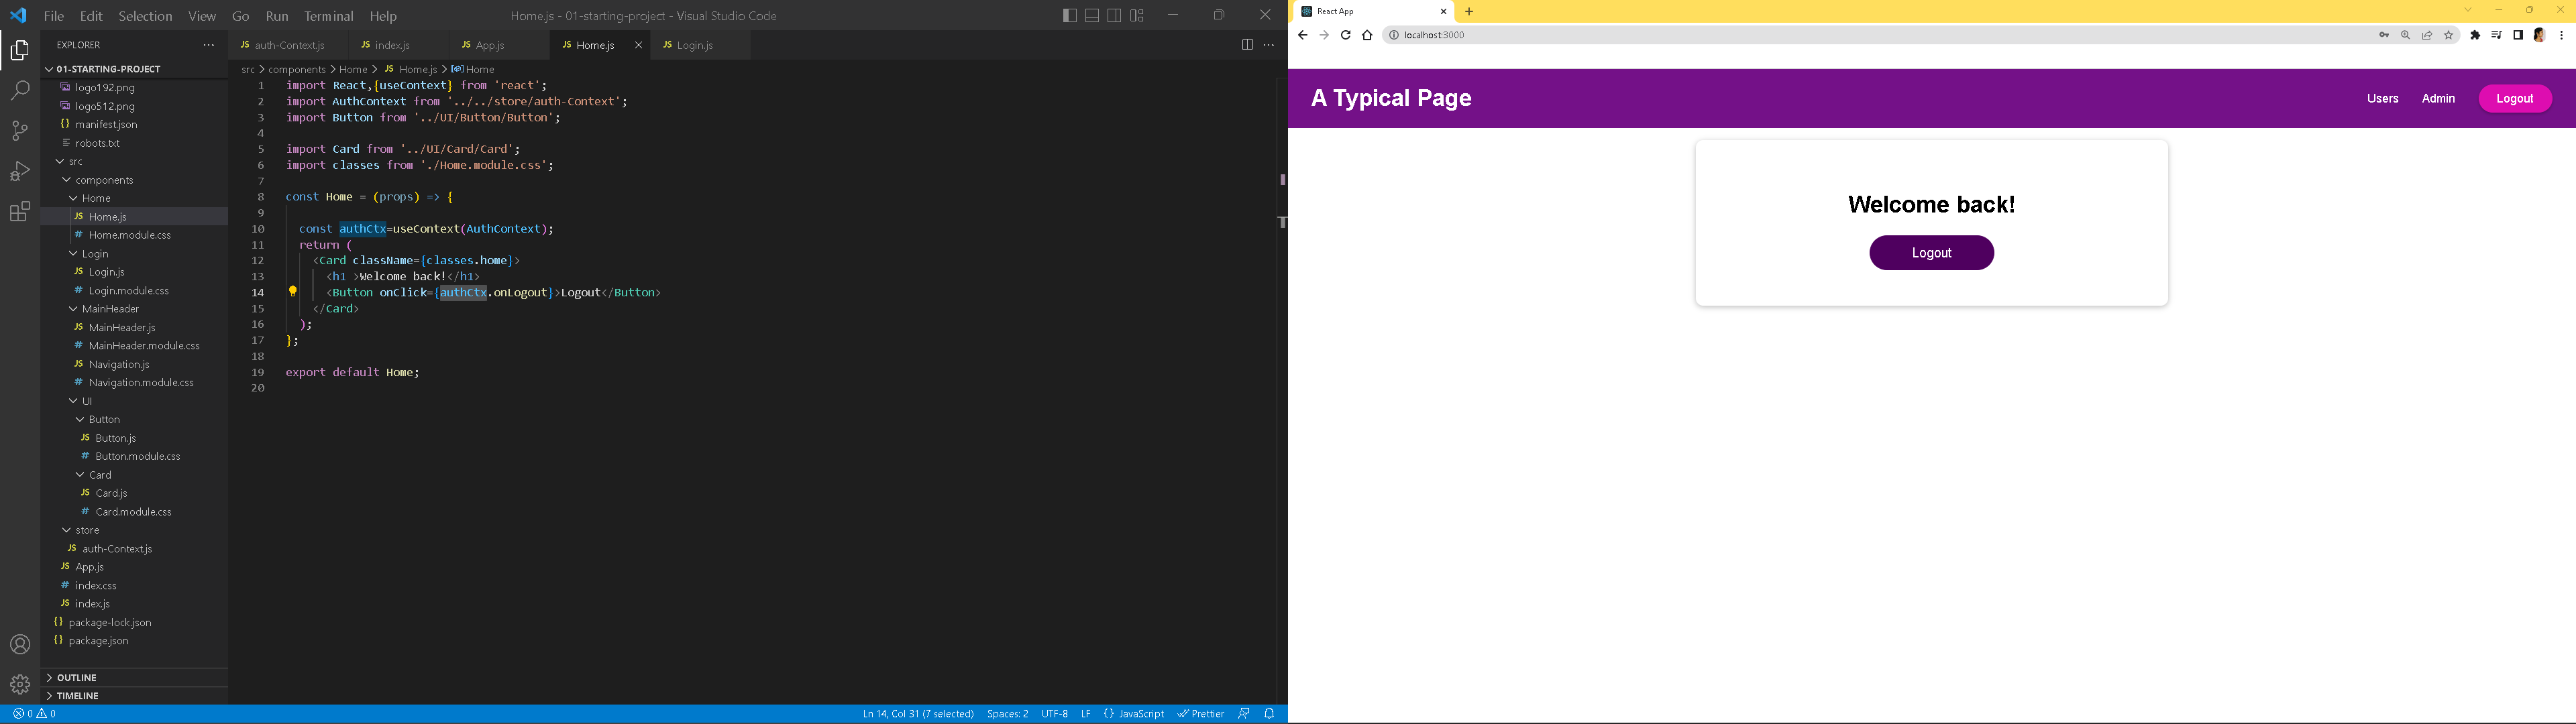 File Edit Selection View Go Run Terminal Help
Home.js - 01-starting-project - Visual Studio Code
EXPLORER
01-STARTING-PROJECT
logo192.png
logo512.png
manifest.json
robots.txt
src
components
Home
Home.js
Home.module.css
Login
Login.js
Login.module.css
MainHeader
MainHeader.js
MainHeader.module.css
Navigation.js
Navigation.module.css
UI
Button
Button.js
Button.module.css
Card
Card.js
Card.module.css
store
auth-Context.js
App.js
index.css
index.js
package-lock.json
package.json
OUTLINE
TIMELINE
JS auth-Context.js JS index.js JS App.js JS Home.js JS Login.js
src > components > Home > JS Home.js > Home
1 import React,{useContext} from 'react';
2 import AuthContext from '../../store/auth-Context';
3 import Button from '../UI/Button/Button';
4
5 import Card from '../UI/Card/Card';
6 import classes from './Home.module.css';
7
8 const Home = (props) => {
9
10 const authCtx=useContext(AuthContext);
11 return (
12 <Card className={classes.home}>
13 <h1 >Welcome back!</h1>
14 <Button onClick={authCtx.onLogout}>Logout</Button>
15 </Card>
16 );
17 };
18
19 export default Home;
20
0 0
Ln 14, Col 31 (7 selected) Spaces: 2 UTF-8 LF {} JavaScript Prettier
React App
localhost:3000
A Typical Page
Users Admin Logout
Welcome back!
Logout